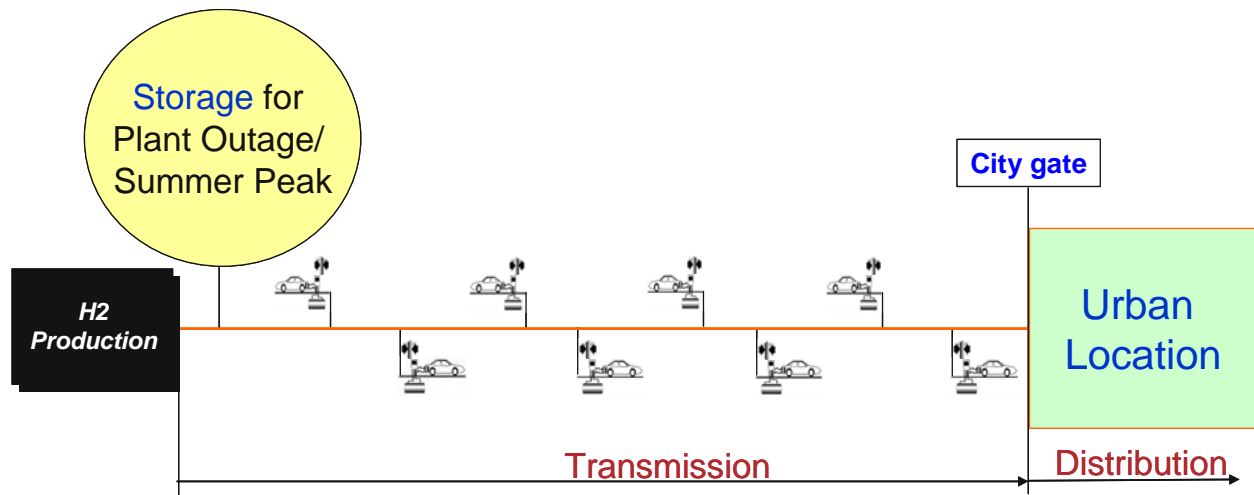 Storage for
Plant Outage/
Summer Peak
City gate
H2
Production
Urban
Location
Transmission
Distribution